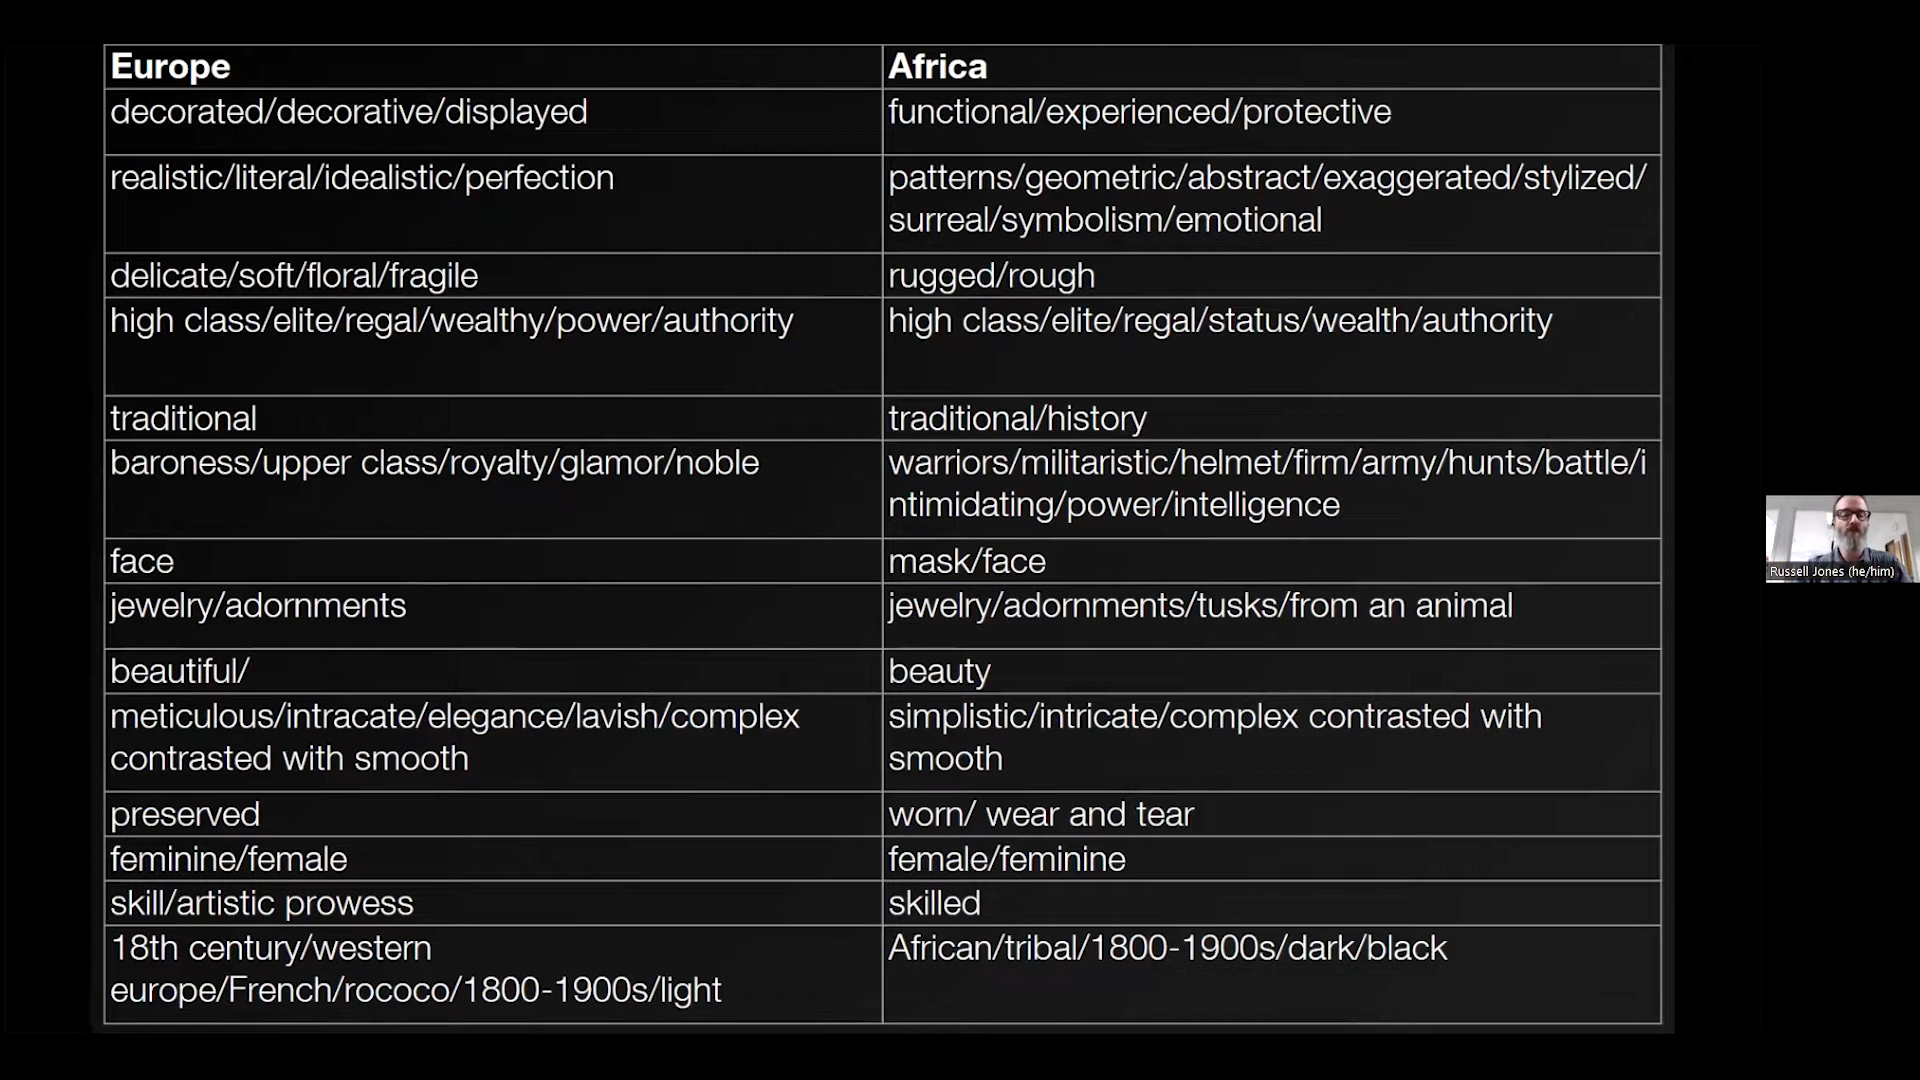 Europe
Africa
decorated/decorative/displayed
functional/experienced/protective
realistic/literal/idealistic/perfection
patterns/geometric/abstract/exaggerated/stylized/
surreal/symbolism/emotional
delicate/soft/floral/fragile
rugged/rough
high class/elite/regal/wealthy/power/authority
high class/elite/regal/status/wealth/authority
traditional
traditional/history
baroness/upper class/royalty/glamor/noble
warriors/militaristic/helmet/firm/army/hunts/battle/i
ntimidating/power/intelligence
face
mask/face
jewelry/adornments
jewelry/adornments/tusks/from an animal
beautiful/
beauty
meticulous/intracate/elegance/lavish/complex
contrasted with smooth
simplistic/intricate/complex contrasted with
smooth
preserved
worn/ wear and tear
feminine/female
female/feminine
skill/artistic prowess
skilled
18th century/western
europe/French/rococo/1800-1900s/light
African/tribal/1800-1900s/dark/black
Russell Jones (he/him)